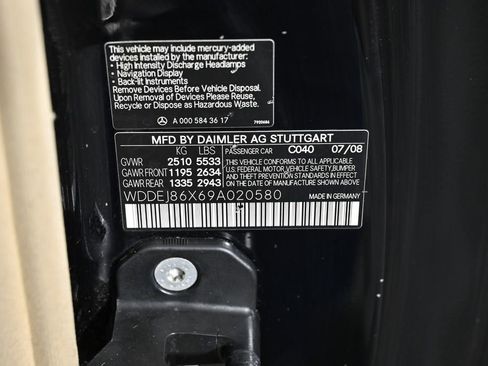 This vehicle may include mercury-added
devices installed by the manufacturer:
• High Intensity Discharge Headlamps
• Navigation Display
• Back-lit Instruments
Remove Devices Before Vehicle Disposal.
Upon Removal of Devices Please Reuse,
Recycle or Dispose as Hazardous Waste.
A 000 584 36 17
MFD BY DAIMLER AG STUTTGART
KG LBS PASSENGER CAR C040 07/08
GVWR 2510 5533 THIS VEHICLE CONFORMS TO ALL APPLICABLE
GAWR FRONT 1195 2634 U.S. FEDERAL MOTOR VEHICLE SAFETY, BUMPER
AND THEFT PREVENTION STANDARDS IN EFFECT
GAWR REAR 1335 2943 ON THE DATE OF MANUFACTURE SHOWN ABOVE
WDDEJ86X69A020580
MADE IN GERMANY